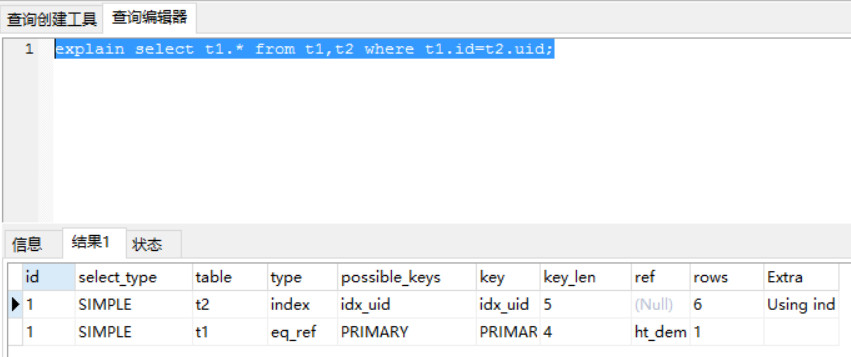 查询创建工具 查询编辑器
1 explain select t1.* from t1,t2 where t1.id=t2.uid;
信息 结果1 状态
id select_type table type possible_keys key key_len ref rows Extra
1 SIMPLE t2 index idx_uid idx_uid 5 (Null) 6 Using ind
1 SIMPLE t1 eq_ref PRIMARY PRIMAR 4 ht_dem 1